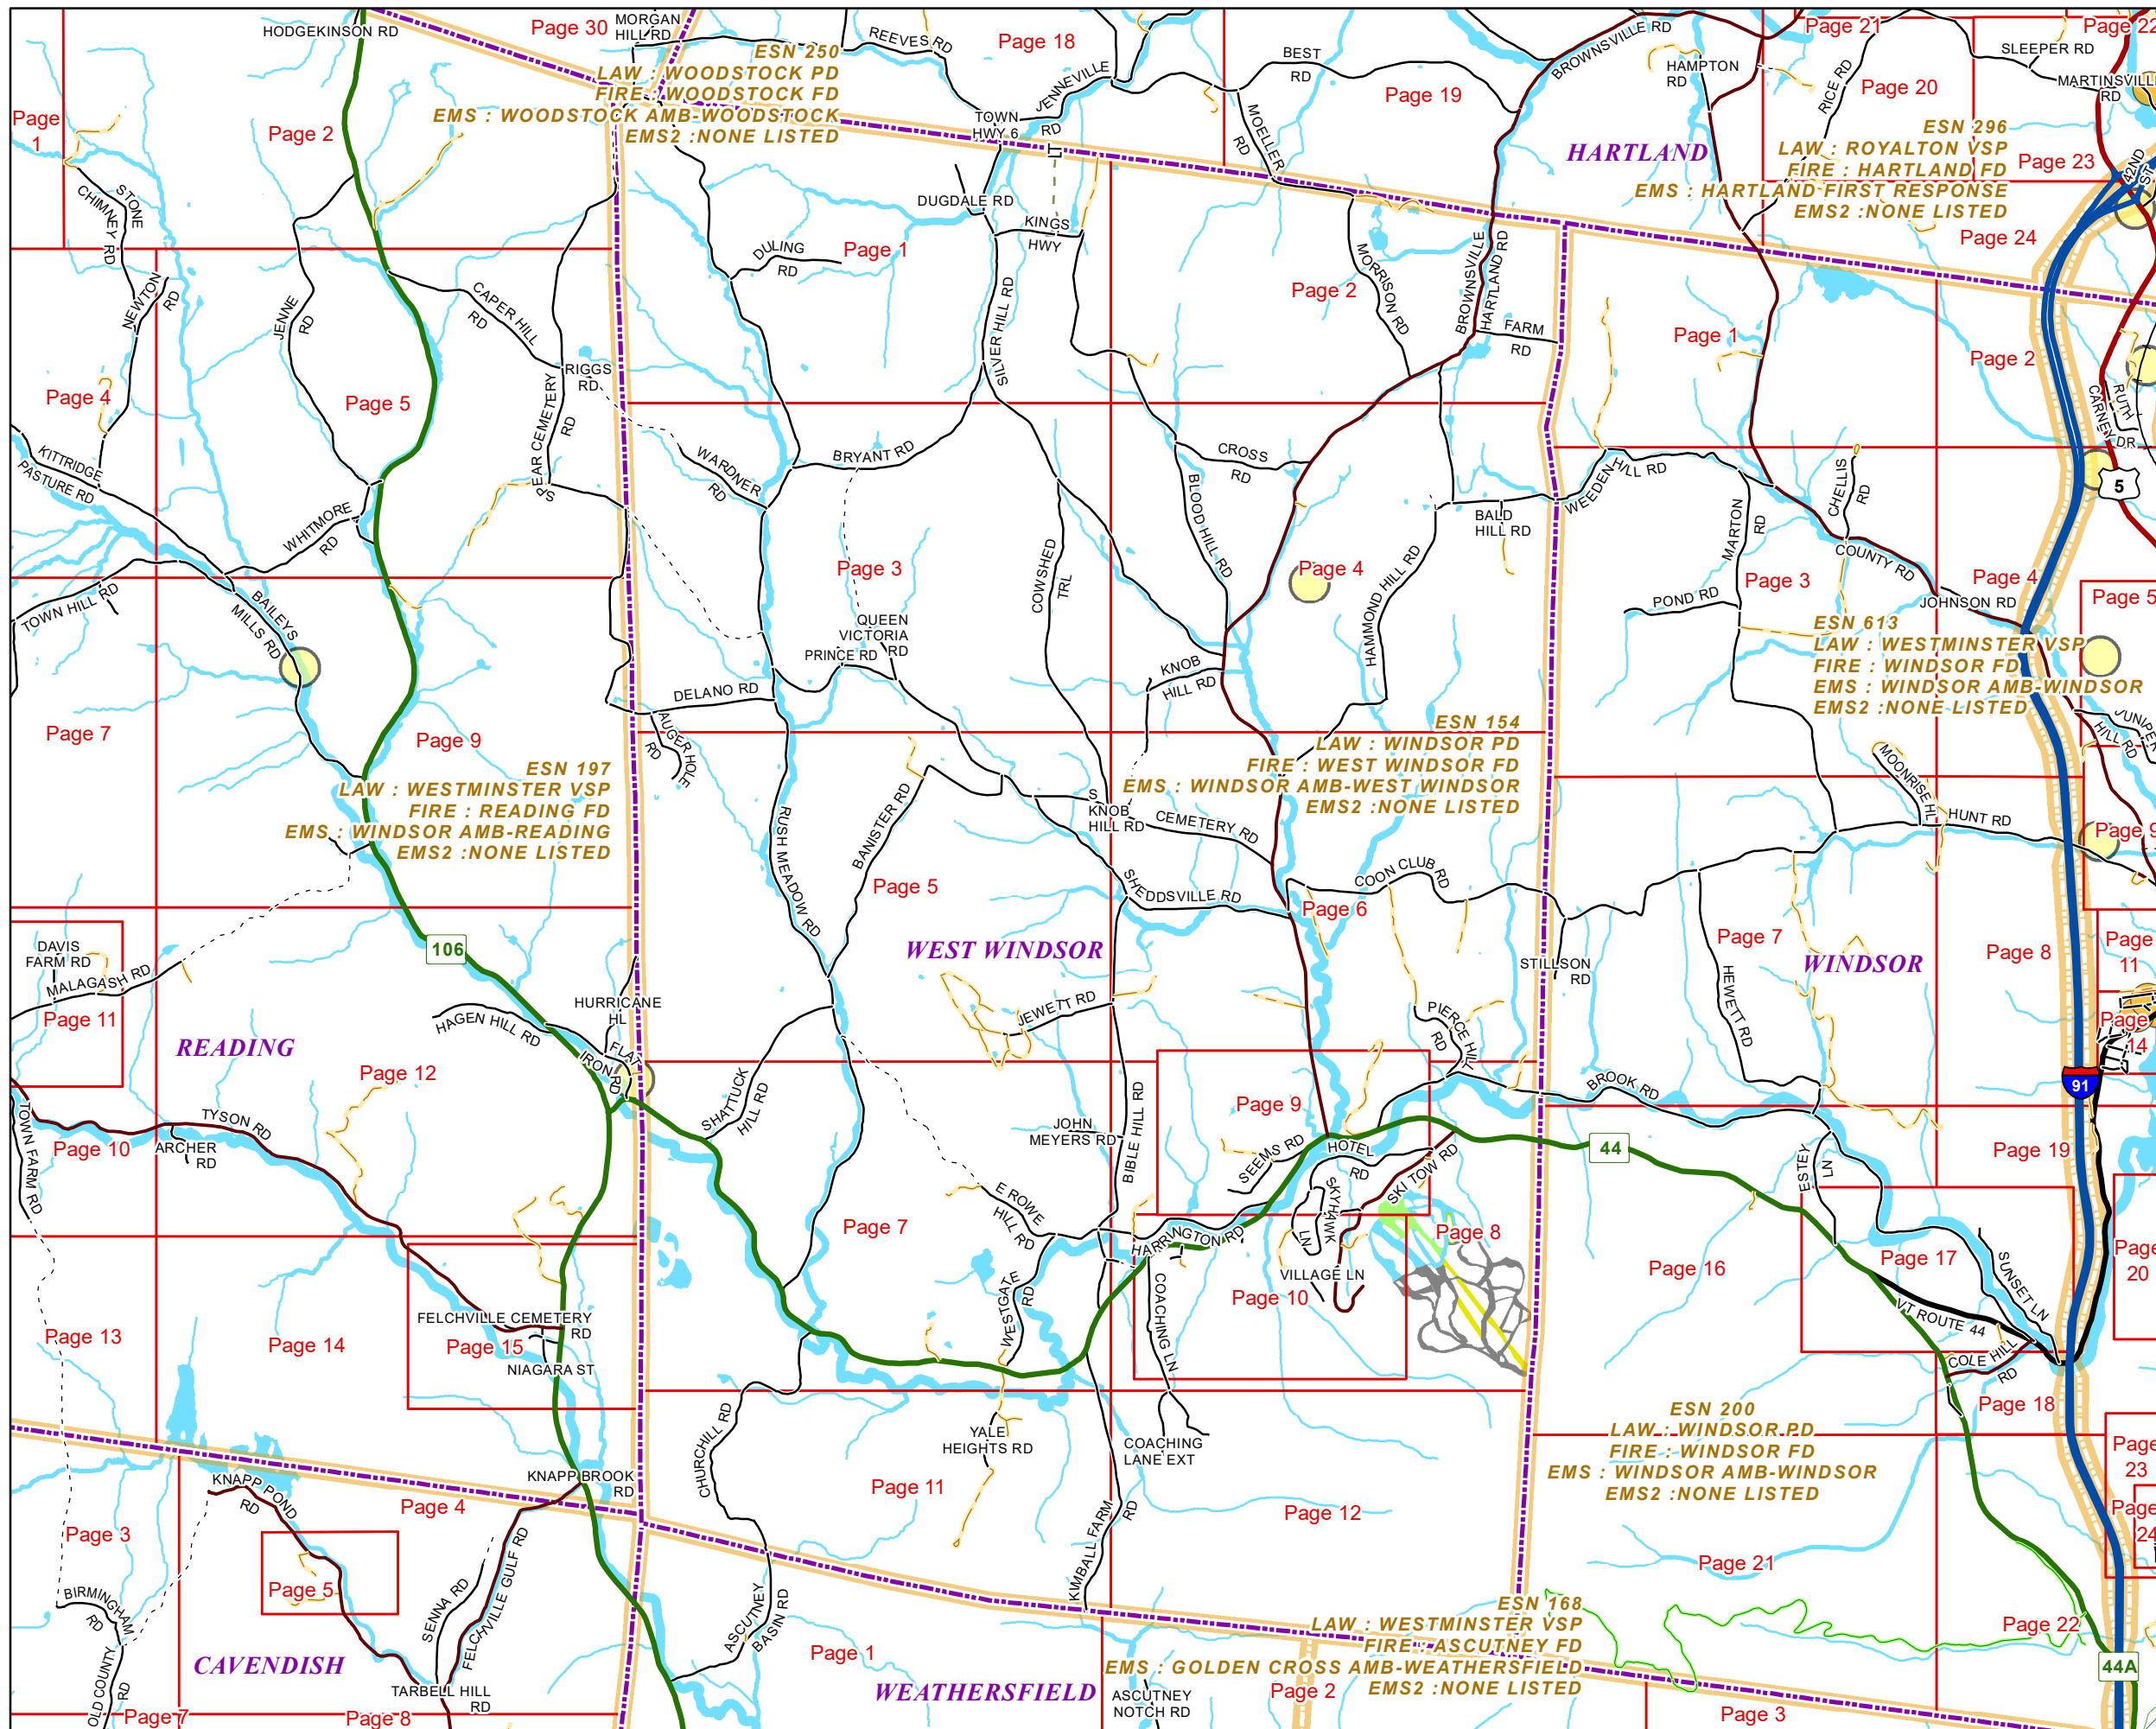 HODGEKINSON RD
Page 30
MORGAN
HILL RD
REEVES RD
Page 18
BEST
RD
BROWNSVILLE RD
HAMPTON
RD
Page 21
Page 22
SLEEPER RD
MARTINSVILL
RD
Page 20
RICE RD
Page 19
JENNEVILLE
RD
TOWN
HWY 6
LT
MOELLER
RD
ESN 250
LAW : WOODSTOCK PD
FIRE : WOODSTOCK FD
EMS : WOODSTOCK AMB-WOODSTOCK
EMS2 :NONE LISTED
HARTLAND
ESN 296
LAW : ROYALTON VSP
FIRE : HARTLAND FD
EMS : HARTLAND FIRST RESPONSE
EMS2 :NONE LISTED
Page 23
Page 24
42ND
ST
Page
1
Page 2
STONE
CHIMNEY RD
NEWTON
RD
JENNE
RD
CAPER HILL
RD
RIGGS
RD
SPEAR CEMETERY
RD
Page 4
Page 5
KITTRIDGE
PASTURE RD
WHITMORE
RD
DUGDALE RD
KINGS
HWY
DULING
RD
Page 1
SILVER HILL RD
Page 2
MORRISON RD
BROWNSVILLE
HARTLAND RD
FARM
RD
Page 1
Page 2
RUTH
CARNEY
DR
5
WARDNER
RD
BRYANT RD
CROSS
RD
BLOOD HILL RD
BALD
HILL RD
WEEDEN
HILL RD
MARTON
RD
CHELLIS
RD
COUNTY RD
JOHNSON RD
Page 3
Page 4
Page 5
POND RD
ESN 613
LAW : WESTMINSTER VSP
FIRE : WINDSOR FD
EMS : WINDSOR AMB-WINDSOR
EMS2 :NONE LISTED
TOWN HILL RD
BAILEYS
MILLS RD
Page 3
COWSHED
TRL
QUEEN
VICTORIA
RD
PRINCE RD
DELANO RD
AUGER HOLE
RD
Page 4
HAMMOND HILL RD
KNOB
HILL RD
ESN 154
LAW : WINDSOR PD
FIRE : WEST WINDSOR FD
EMS : WINDSOR AMB-WEST WINDSOR
EMS2 :NONE LISTED
JUNIPER
HILL RD
MOONRISE
HL
HUNT RD
Page 9
Page 7
Page 9
ESN 197
LAW : WESTMINSTER VSP
FIRE : READING FD
EMS : WINDSOR AMB-READING
EMS2 :NONE LISTED
RUSH MEADOW RD
BANISTER RD
S
KNOB
HILL RD
CEMETERY RD
SHEDDSVILLE RD
COON CLUB RD
Page 5
Page 6
WEST WINDSOR
Page 7
WINDSOR
Page 8
Page
11
Page
14
91
STILLSON
RD
HEWETT RD
106
DAVIS
FARM RD
MALAGASH RD
Page 11
READING
HAGEN HILL RD
HURRICANE
HL
FLAT
IRON
RD
JEWETT RD
PIERCE HILL
RD
BROOK RD
Page 12
SHATTUCK
HILL RD
JOHN
MEYERS RD
BIBLE HILL RD
Page 9
SEEMS RD
HOTEL
RD
SKI TOW RD
44
SKYHAWK
LN
Page 19
ESTEY
LN
TOWN FARM RD
TYSON RD
Page 10
ARCHER
RD
E ROWE
HILL RD
Page 7
HARRINGTON RD
Page 8
VILLAGE LN
Page 10
COACHING LN
WESTGATE
RD
Page 16
Page 17
SUNSET LN
VT ROUTE 44
COLE HILL
RD
Page
20
Page 13
Page 14
FELCHVILLE CEMETERY
RD
Page 15
NIAGARA ST
Page 18
ESN 200
LAW : WINDSOR PD
FIRE : WINDSOR FD
EMS : WINDSOR AMB-WINDSOR
EMS2 :NONE LISTED
Page
23
Page
24
YALE
HEIGHTS RD
COACHING
LANE EXT
CHURCHILL RD
Page 11
KIMBALL FARM
RD
Page 12
Page 21
KNAPP POND
RD
Page 4
KNAPP BROOK
RD
Page 3
Page 5
BIRMINGHAM
RD
SENNA RD
FELCHVILLE GULF RD
ASCUTNEY
BASIN RD
Page 22
44A
ESN 168
LAW : WESTMINSTER VSP
FIRE : ASCUTNEY FD
EMS : GOLDEN CROSS AMB-WEATHERSFIELD
EMS2 :NONE LISTED
CAVENDISH
TARBELL HILL
RD
OLD COUNTY
RD
Page 7
Page 8
Page 1
WEATHERSFIELD
ASCUTNEY
NOTCH RD
Page 2
Page 3